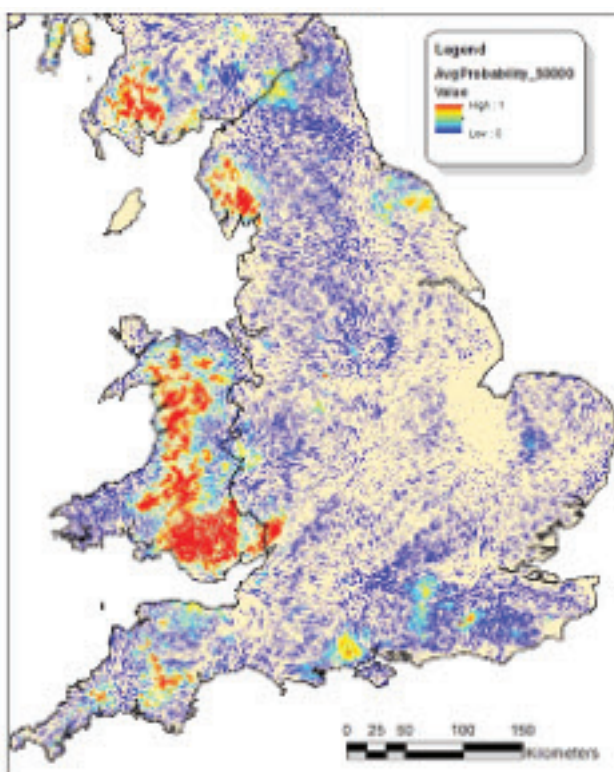 Legend
AvgProbability_50000
Value
High : 1
Low : 0
0 25 50 100 150
Kilometers